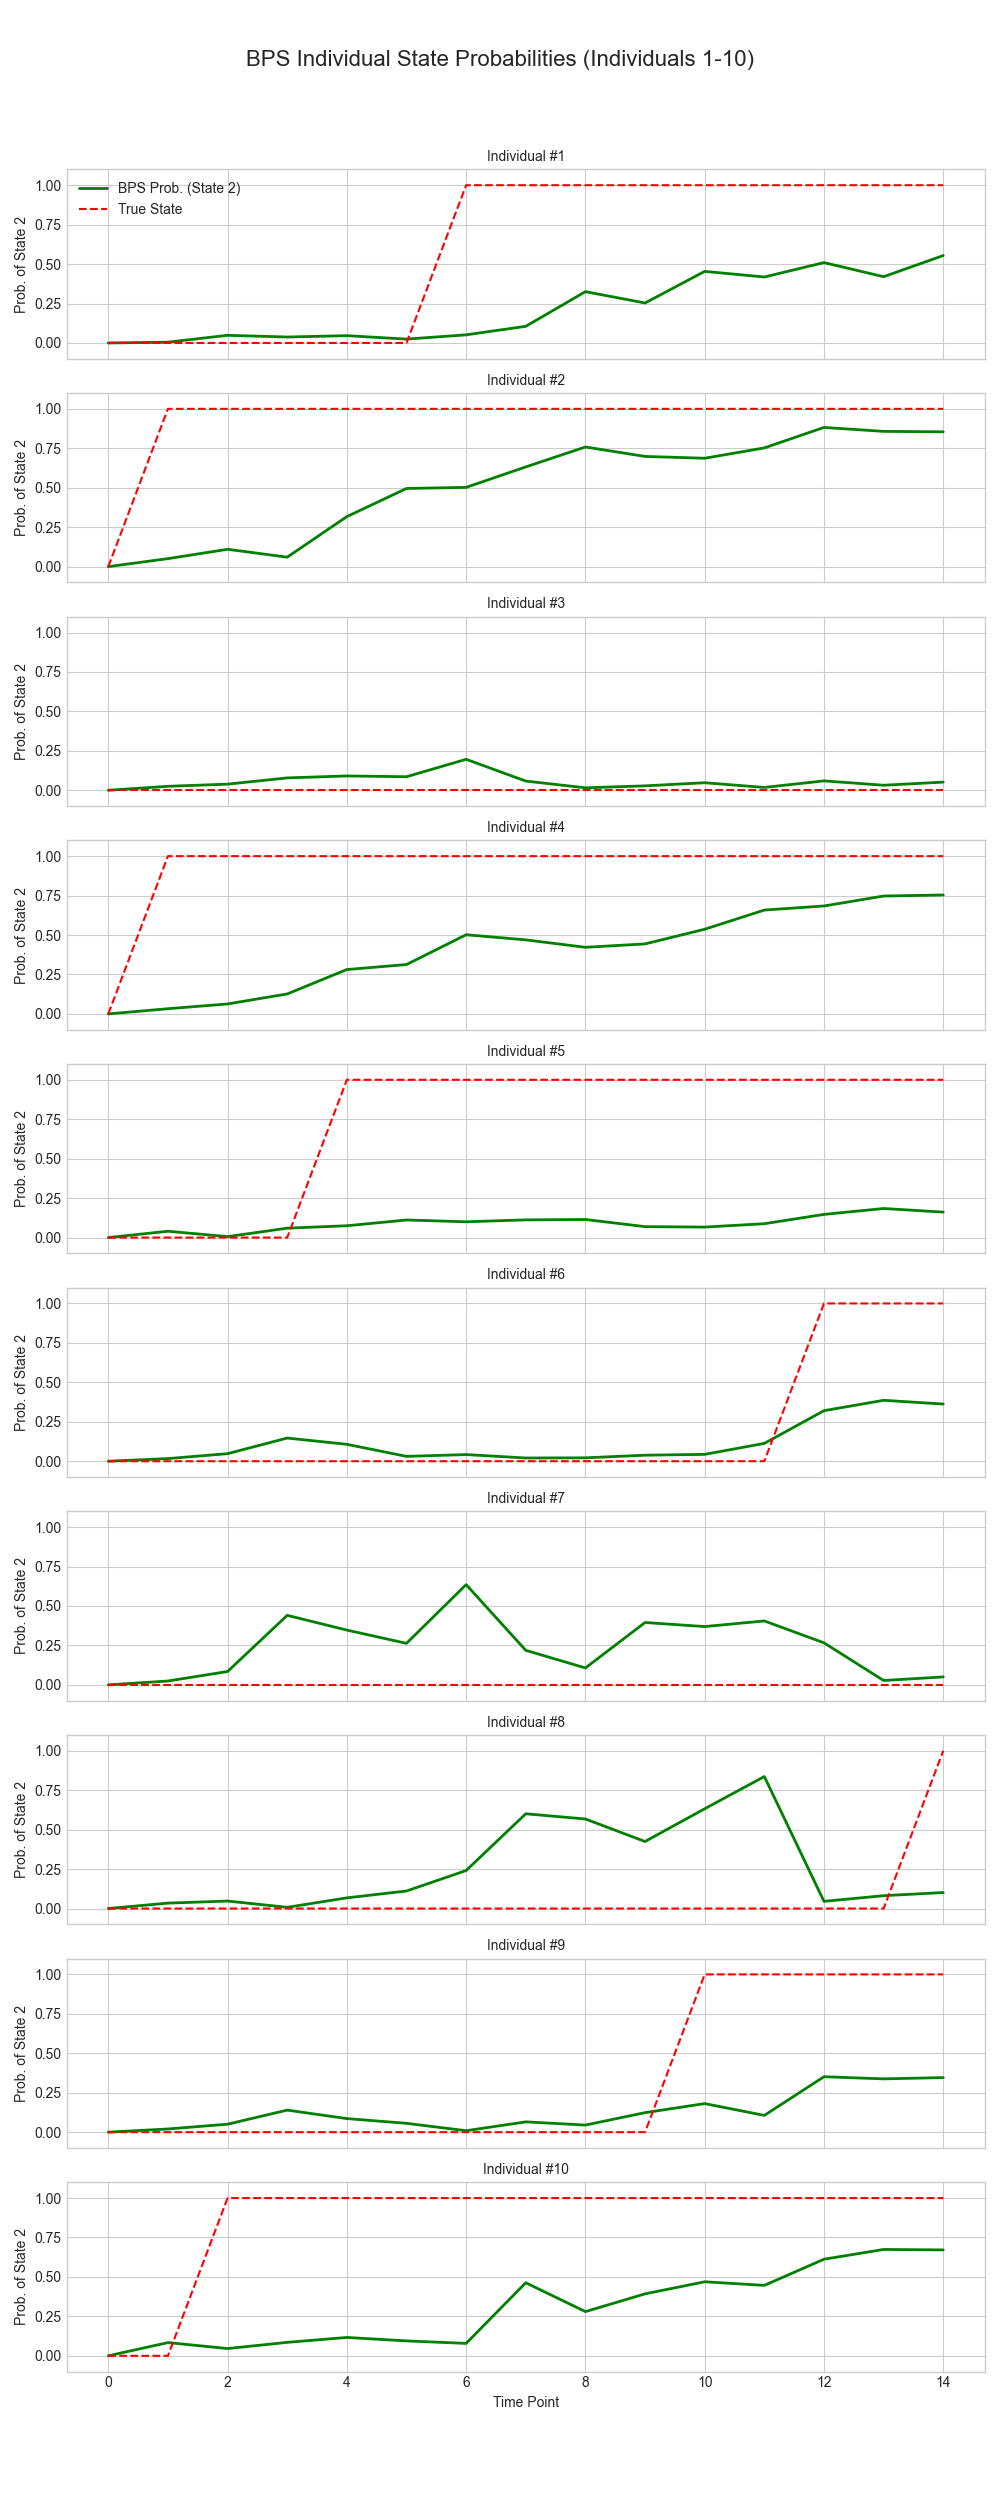 BPS Individual State Probabilities (Individuals 1-10)
Individual #1
BPS Prob. (State 2)
True State
Prob. of State 2
1.00
0.75
0.50
0.25
0.00
Individual #2
Prob. of State 2
1.00
0.75
0.50
0.25
0.00
Individual #3
Prob. of State 2
1.00
0.75
0.50
0.25
0.00
Individual #4
Prob. of State 2
1.00
0.75
0.50
0.25
0.00
Individual #5
Prob. of State 2
1.00
0.75
0.50
0.25
0.00
Individual #6
Prob. of State 2
1.00
0.75
0.50
0.25
0.00
Individual #7
Prob. of State 2
1.00
0.75
0.50
0.25
0.00
Individual #8
Prob. of State 2
1.00
0.75
0.50
0.25
0.00
Individual #9
Prob. of State 2
1.00
0.75
0.50
0.25
0.00
Individual #10
Prob. of State 2
1.00
0.75
0.50
0.25
0.00
0 2 4 6 8 10 12 14
Time Point